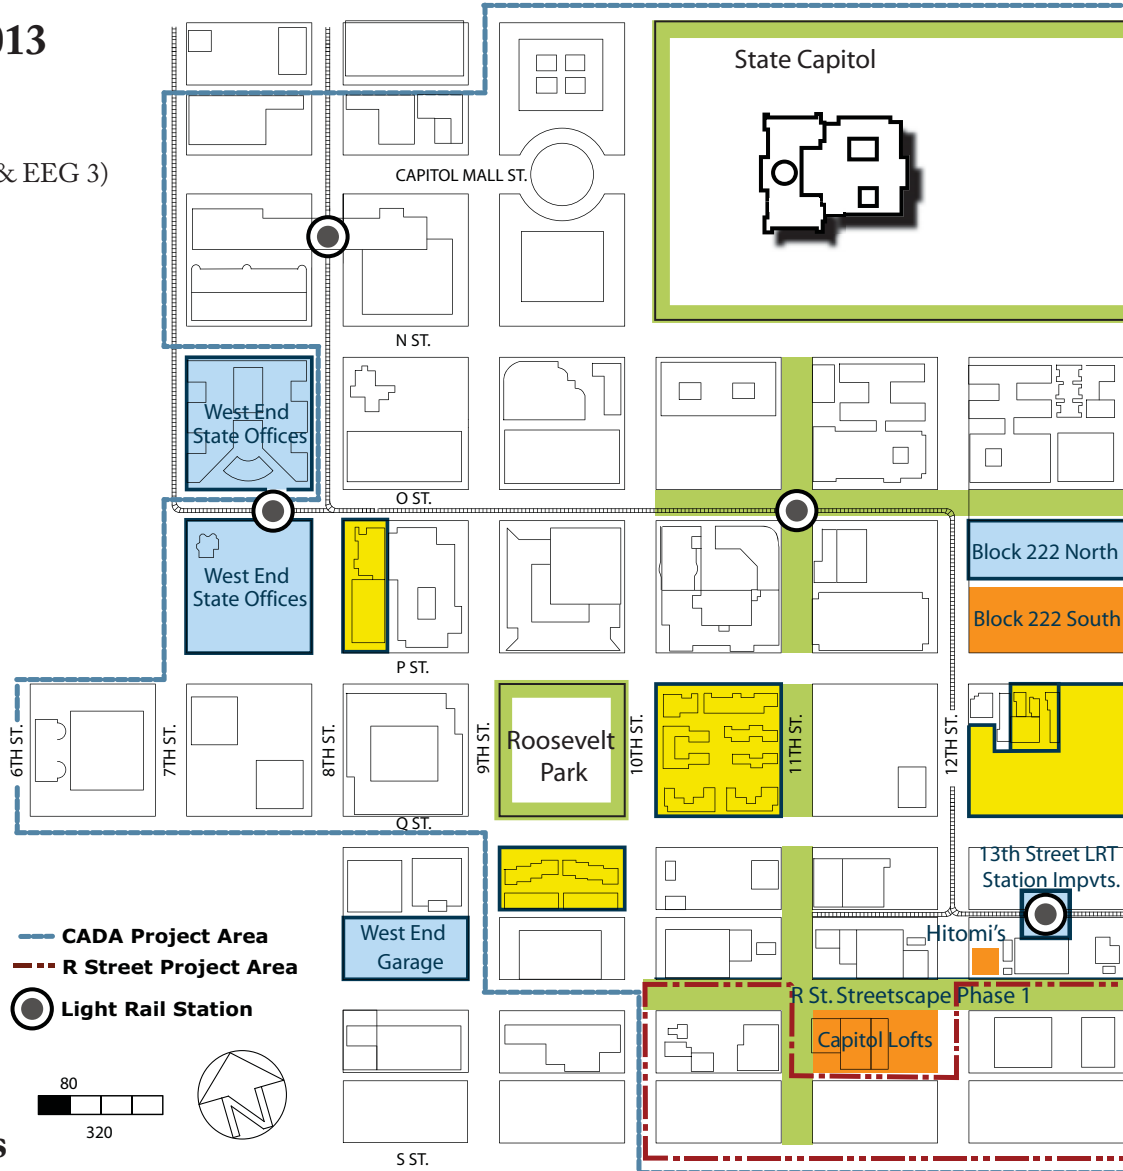 013
& EEG 3)
State Capitol
CAPITOL MALL ST.
N ST.
West End
State Offices
O ST.
West End
State Offices
Block 222 North
Block 222 South
P ST.
6TH ST.
7TH ST.
8TH ST.
9TH ST.
Roosevelt
Park
10TH ST.
11TH ST.
12TH ST.
Q ST.
13th Street LRT
Station Impvts.
West End
Garage
Hitomi's
R St. Streetscape Phase 1
Capitol Lofts
CADA Project Area
R Street Project Area
Light Rail Station
80
320
N
s
S ST.